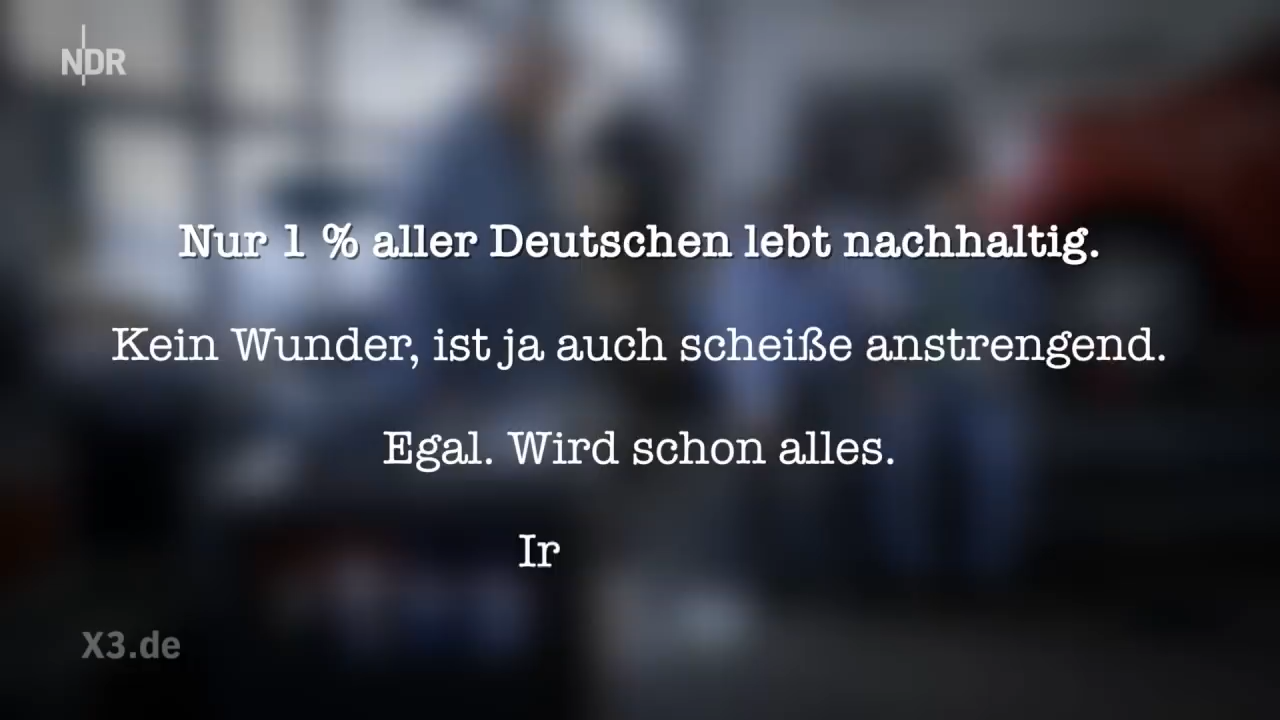 NDR
Nur 1 % aller Deutschen lebt nachhaltig.
Kein Wunder, ist ja auch scheiße anstrengend.
Egal. Wird schon alles.
Ir
X3.de